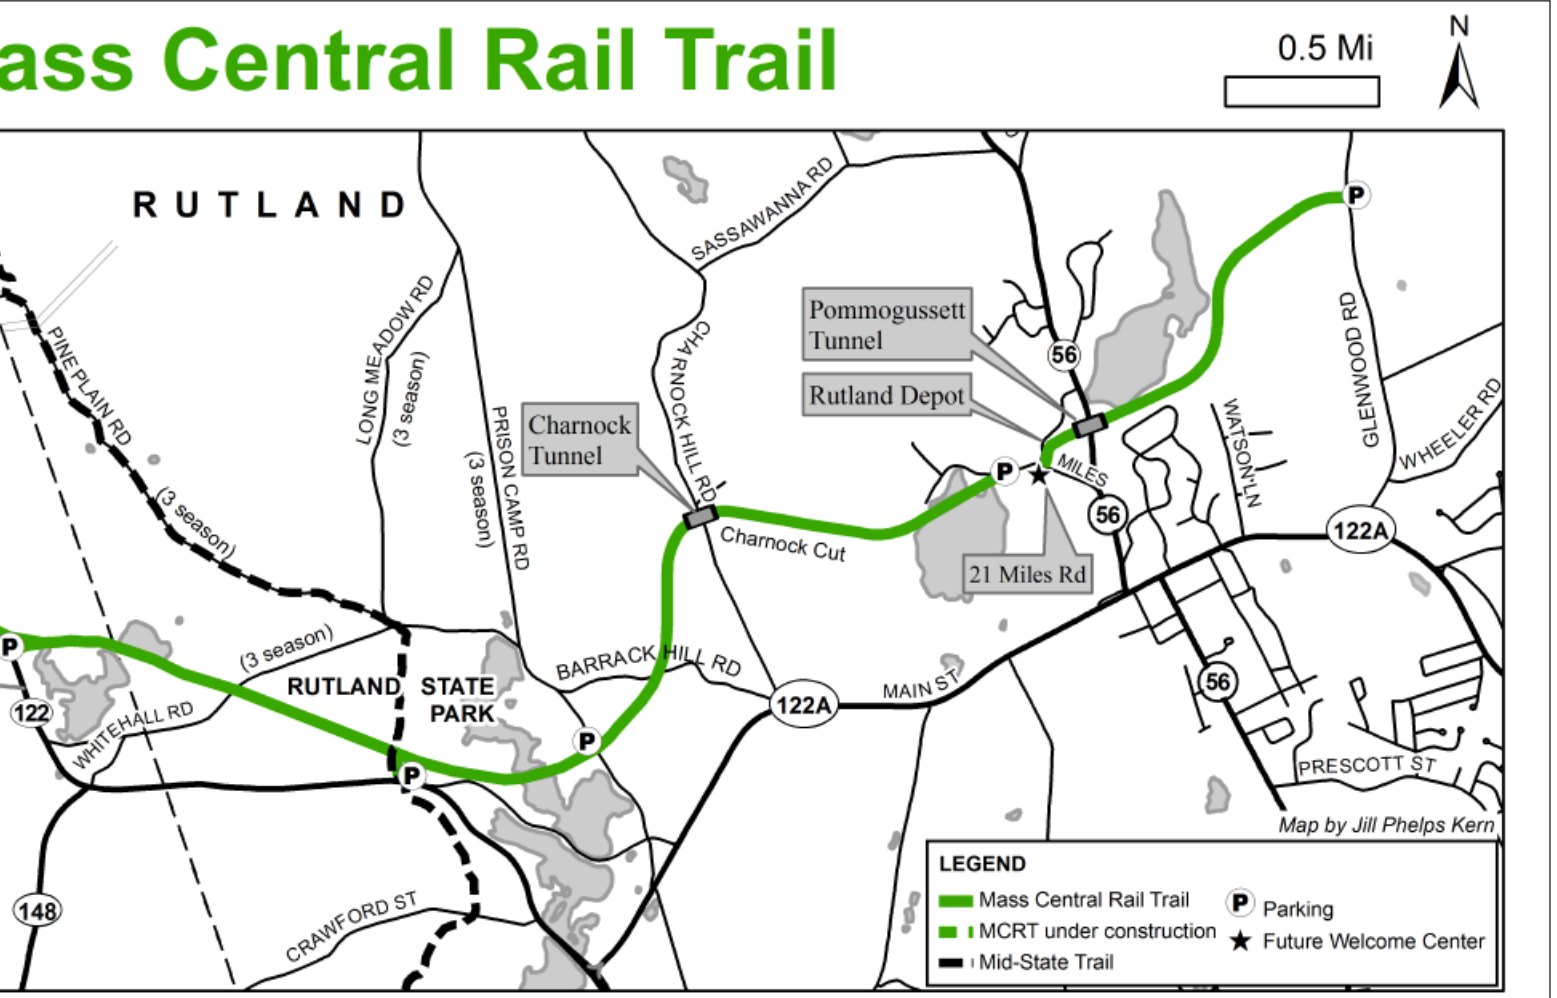 ass Central Rail Trail
0.5 Mi
N
RUTLAND
SASSAWANNA RD
P
LONG MEADOW RD
(3 season)
PINE PLAIN RD
(3 season)
PRISON CAMP RD
(3 season)
CHARNOCK HILL RD
Pommogussett
Tunnel
56
Rutland Depot
Charnock
Tunnel
GLENWOOD RD
WHEELER RD
WATSON LN
P
MILES
56
122A
Charnock Cut
21 Miles Rd
P
(3 season)
BARRACK HILL RD
RUTLAND STATE
PARK
122
WHITEHALL RD
122A
MAIN ST
56
P
P
PRESCOTT ST
Map by Jill Phelps Kern
148
CRAWFORD ST
LEGEND
Mass Central Rail Trail
MCRT under construction
Mid-State Trail
P Parking
Future Welcome Center